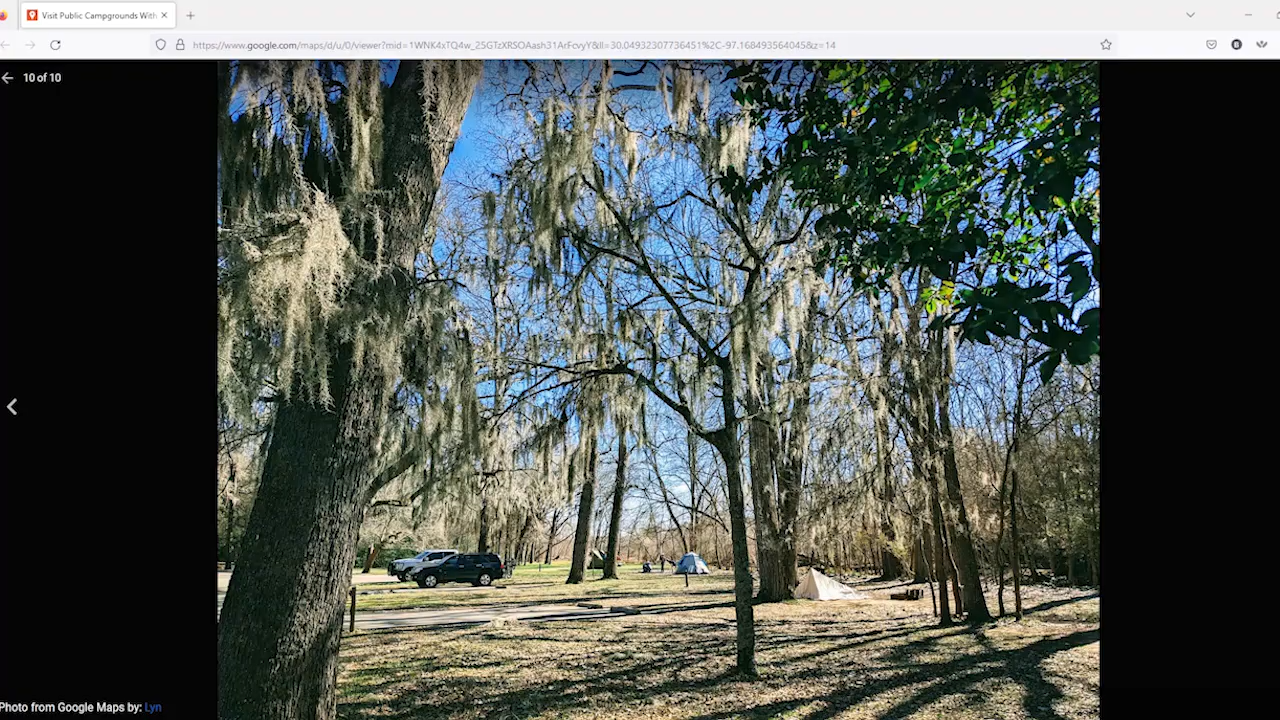 Visit Public Campgrounds With
https://www.google.com/maps/d/u/0/viewer?mid=1WNK4xTQ4w_25GTzXRSOAash31ArFcvyY&ll=30.04932307736451%2C-97.168493564045&z=14
10 of 10
Photo from Google Maps by: Lyn